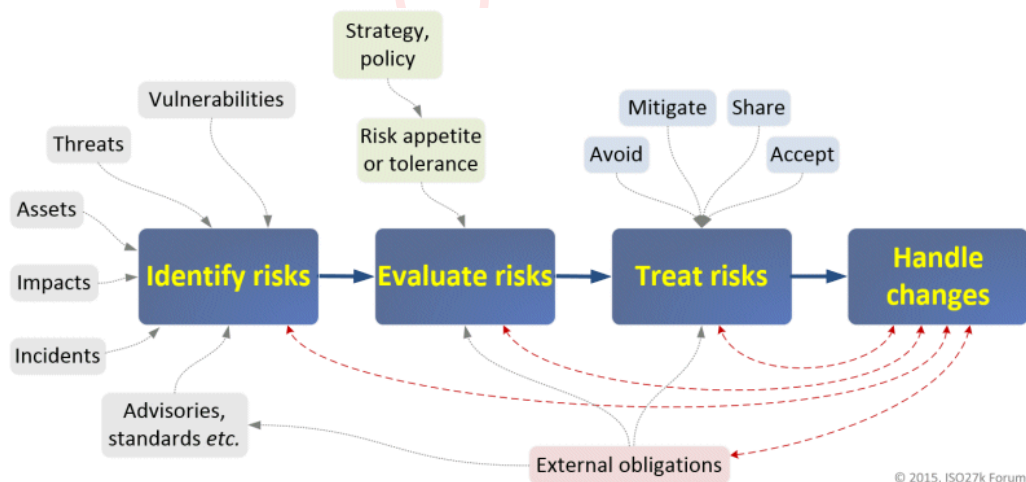 Strategy,
policy
Vulnerabilities
Mitigate
Share
Threats
Risk appetite
or tolerance
Avoid
Accept
Assets
Identify risks
Evaluate risks
Treat risks
Handle
changes
Impacts
Incidents
Advisories,
standards etc.
External obligations
© 2015, ISO27k Forum